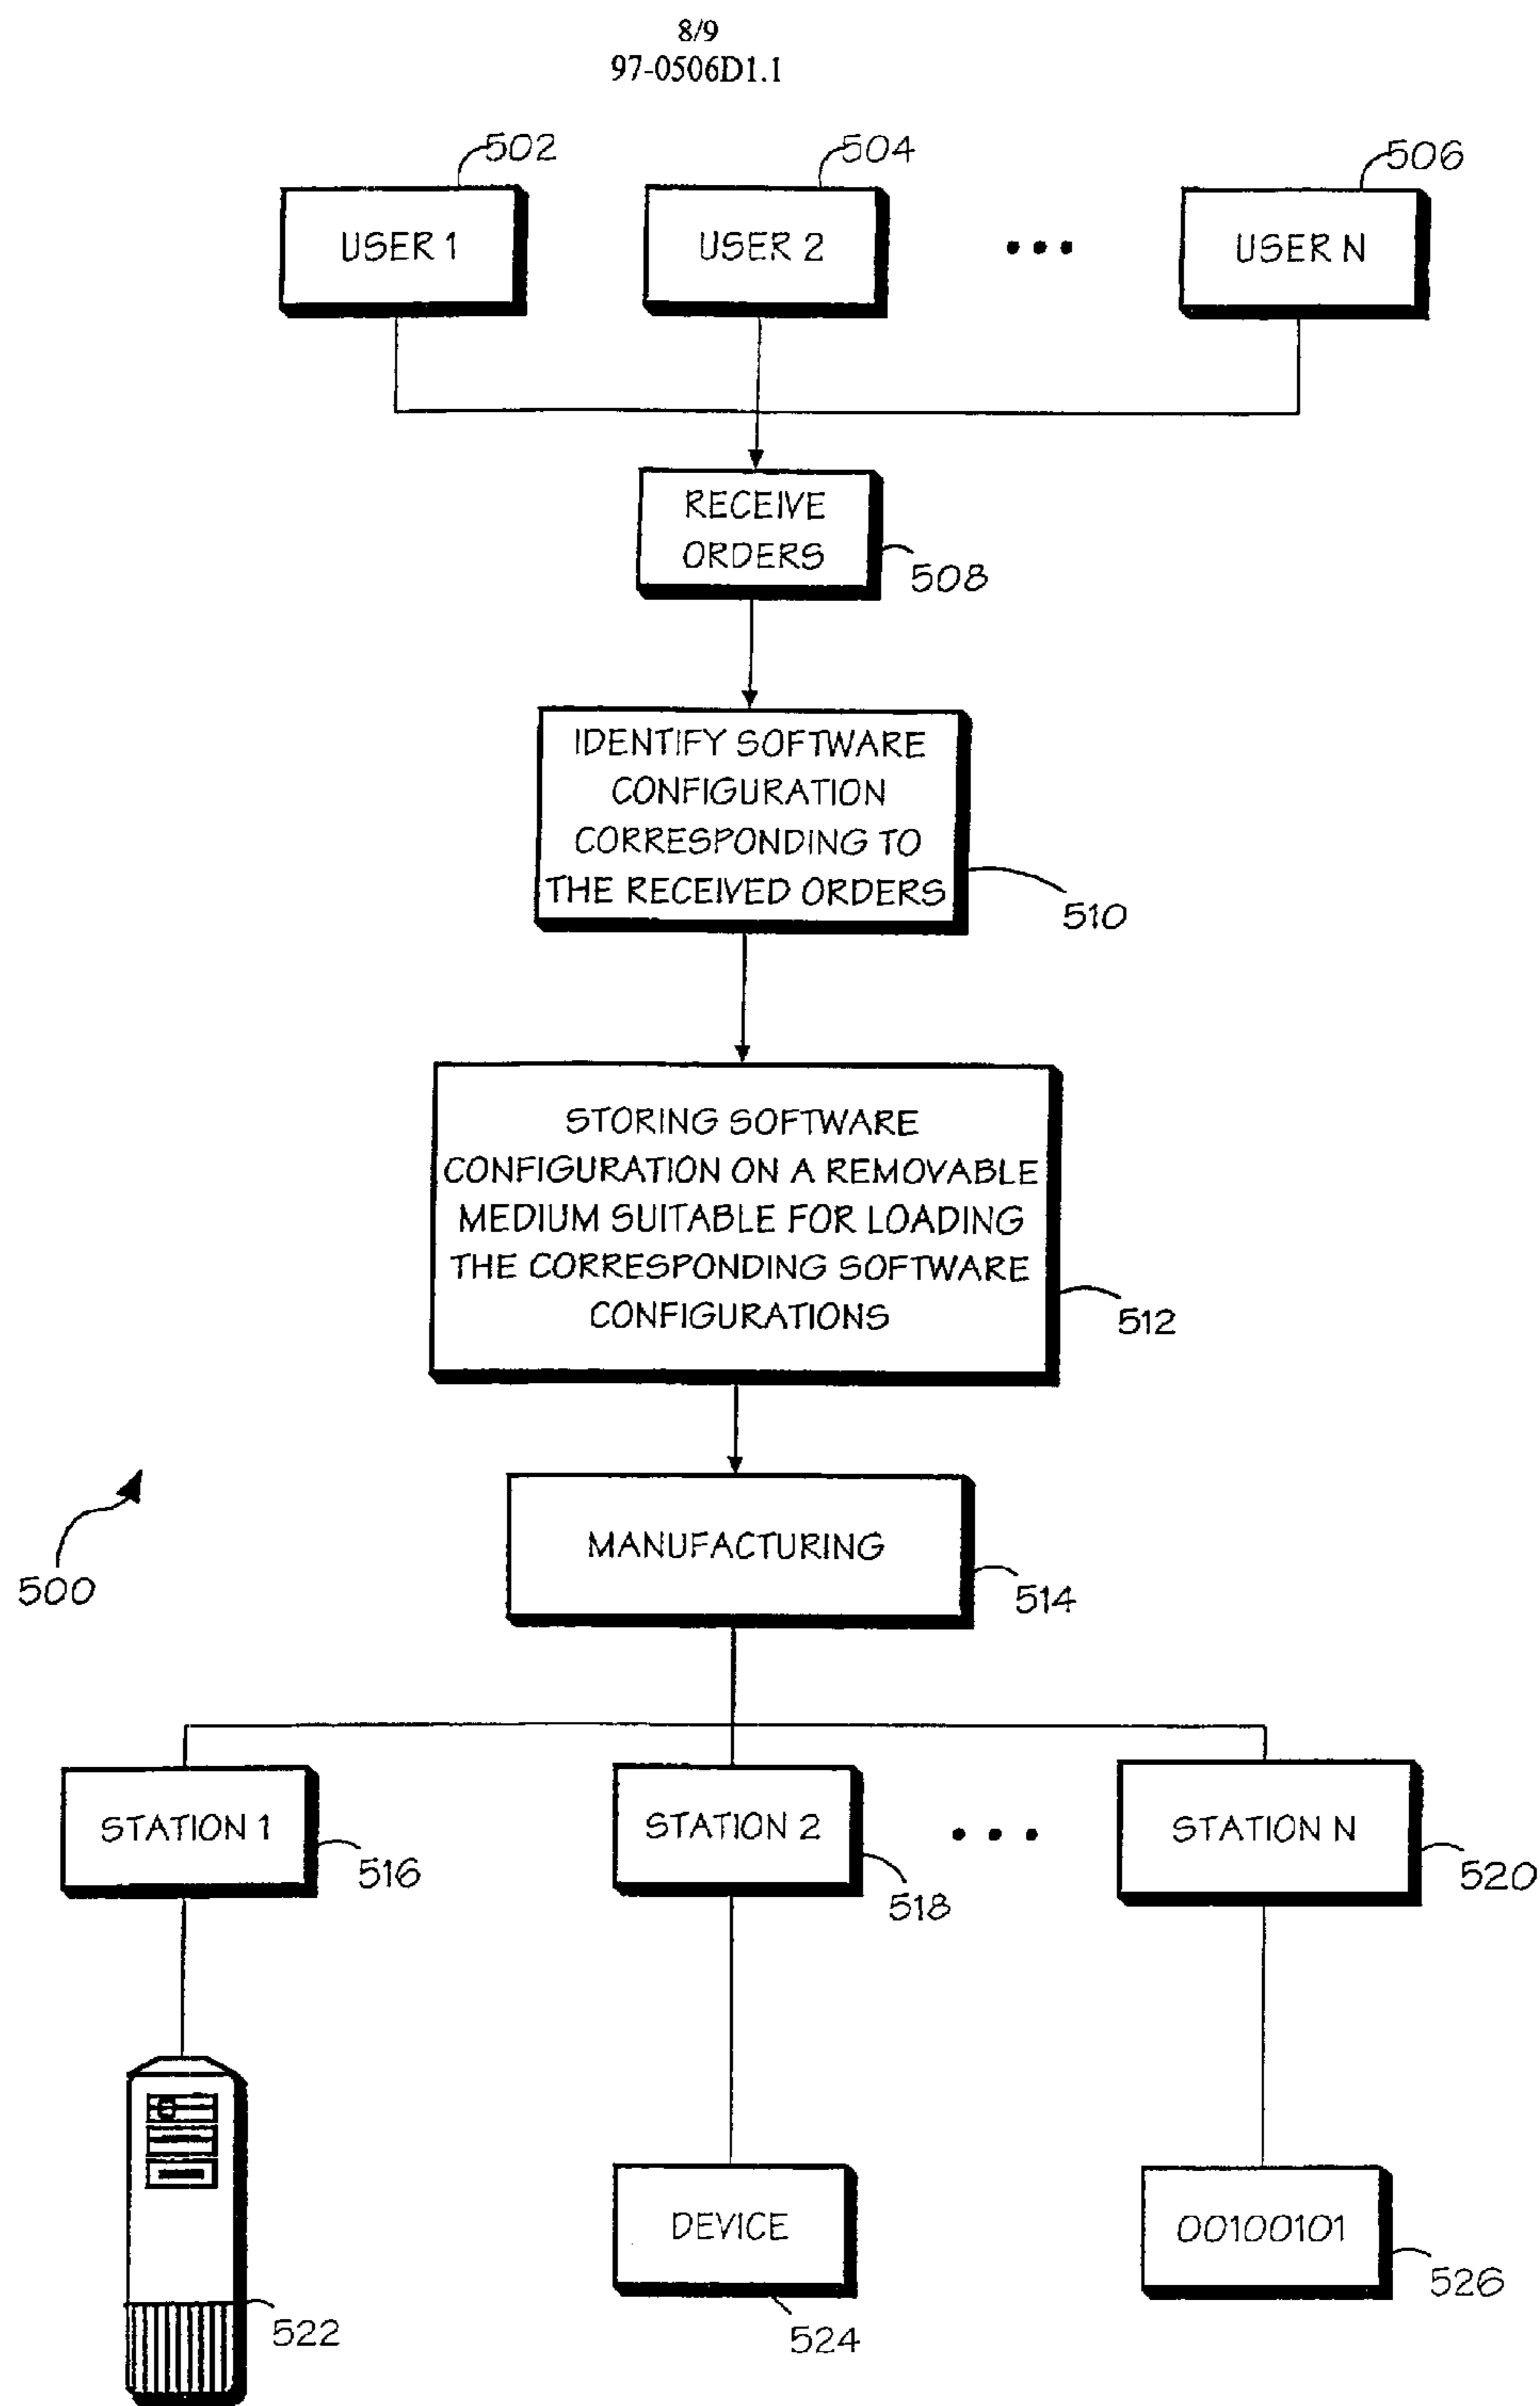 8/9
97-0506D1.1
502
504
506
USER 1
USER 2
USER N
RECEIVE
ORDERS
508
IDENTIFY SOFTWARE
CONFIGURATION
CORRESPONDING TO
THE RECEIVED ORDERS
510
STORING SOFTWARE
CONFIGURATION ON A REMOVABLE
MEDIUM SUITABLE FOR LOADING
THE CORRESPONDING SOFTWARE
CONFIGURATIONS
512
MANUFACTURING
514
500
STATION 1
516
STATION 2
518
STATION N
520
522
DEVICE
524
00100101
526